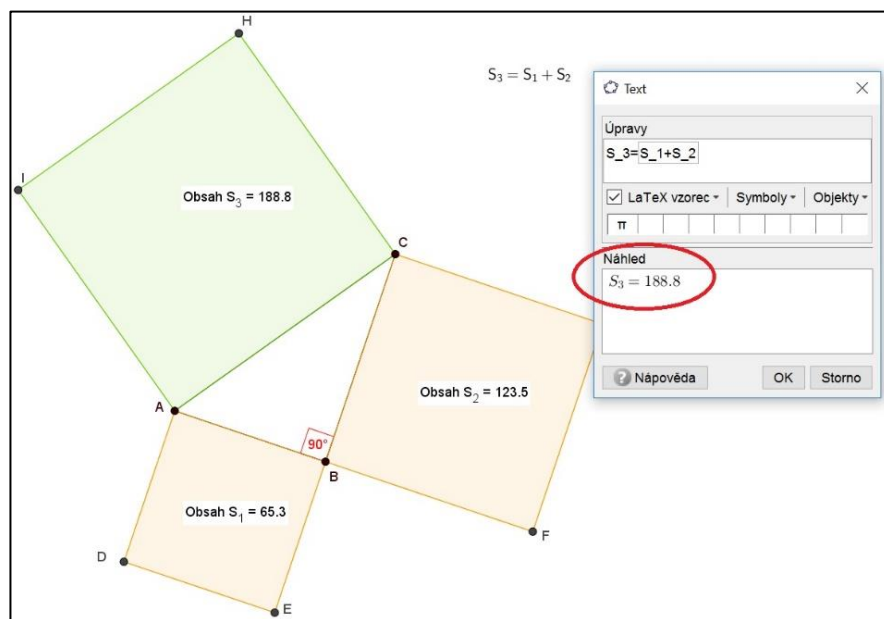 H
S₃ = S₁ + S₂
Text
Úpravy
S_3=S_1+S_2
LaTeX vzorec
Symboly
Objekty
π
Náhled
S₃ = 188.8
Nápověda
OK
Storno
I
Obsah S₃ = 188.8
C
A
90°
B
Obsah S₂ = 123.5
Obsah S₁ = 65.3
D
E
F